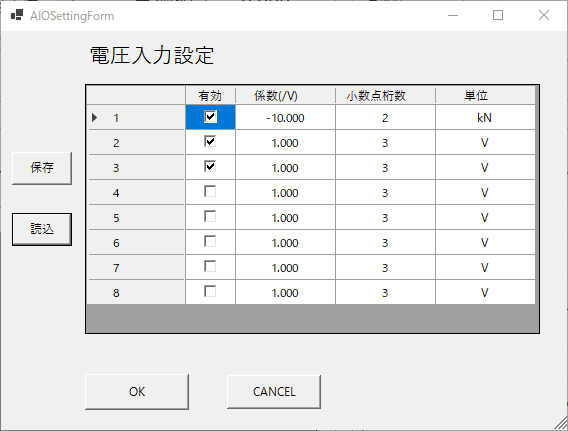 AIOSettingForm
電圧入力設定
有効 係数(/V) 小数点桁数 単位
1 -10.000 2 kN
2 1.000 3 V
3 1.000 3 V
4 1.000 3 V
5 1.000 3 V
6 1.000 3 V
7 1.000 3 V
8 1.000 3 V
保存
読込
OK CANCEL